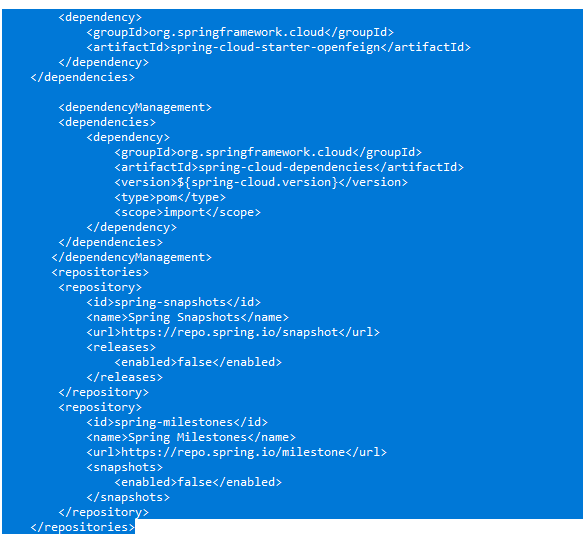 <dependency>
<groupId>org.springframework.cloud</groupId>
<artifactId>spring-cloud-starter-openfeign</artifactId>
</dependency>
</dependencies>
<dependencyManagement>
<dependencies>
<dependency>
<groupId>org.springframework.cloud</groupId>
<artifactId>spring-cloud-dependencies</artifactId>
<version>${spring-cloud.version}</version>
<type>pom</type>
<scope>import</scope>
</dependency>
</dependencies>
</dependencyManagement>
<repositories>
<repository>
<id>spring-snapshots</id>
<name>Spring Snapshots</name>
<url>https://repo.spring.io/snapshot</url>
<releases>
<enabled>false</enabled>
</releases>
</repository>
<repository>
<id>spring-milestones</id>
<name>Spring Milestones</name>
<url>https://repo.spring.io/milestone</url>
<snapshots>
<enabled>false</enabled>
</snapshots>
</repository>
</repositories>